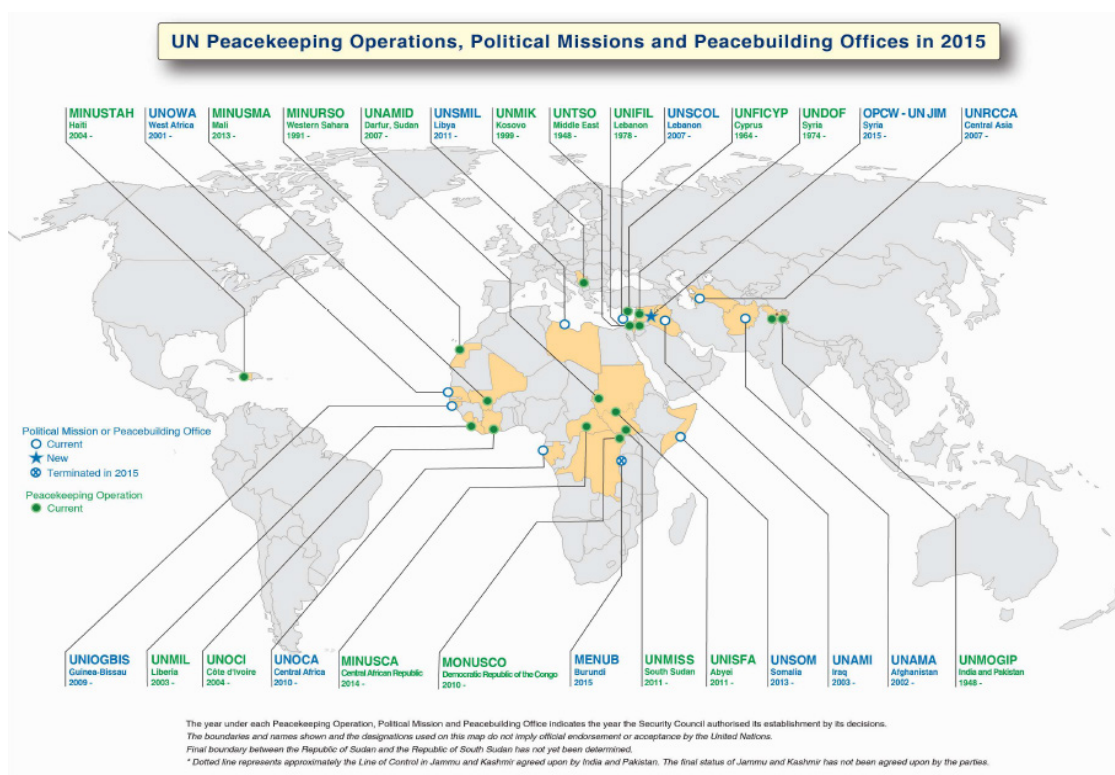 UN Peacekeeping Operations, Political Missions and Peacebuilding Offices in 2015
MINUSTAH
Haiti
2004 -
UNOWA
West Africa
2001 -
MINUSMA
Mali
2013 -
MINURSO
Western Sahara
1991 -
UNAMID
Darfur, Sudan
2007 -
UNSMIL
Libya
2011 -
UNMIK
Kosovo
1999 -
UNTSO
Middle East
1948 -
UNIFIL
Lebanon
1978 -
UNSCOL
Lebanon
2007 -
UNFICYP
Cyprus
1964 -
UNDOF
Syria
1974 -
OPCW - UN JIM
Syria
2015 -
UNRCCA
Central Asia
2007 -
Political Mission or Peacebuilding Office
Current
New
Terminated in 2015
Peacekeeping Operation
Current
UNIOGBIS
Guinea-Bissau
2009 -
UNMIL
Liberia
2003 -
UNOCI
Côte d'Ivoire
2004 -
UNOCA
Central Africa
2010 -
MINUSCA
Central African Republic
2014 -
MONUSCO
Democratic Republic of the Congo
2010 -
MENUB
Burundi
2015
UNMISS
South Sudan
2011 -
UNISFA
Abyei
2011 -
UNSOM
Somalia
2013 -
UNAMI
Iraq
2003 -
UNAMA
Afghanistan
2002 -
UNMOGIP
India and Pakistan
1948 -
The year under each Peacekeeping Operation, Political Mission and Peacebuilding Office indicates the year the Security Council authorised its establishment by its decisions.
The boundaries and names shown and the designations used on this map do not imply official endorsement or acceptance by the United Nations.
Final boundary between the Republic of Sudan and the Republic of South Sudan has not yet been determined.
* Dotted line represents approximately the Line of Control in Jammu and Kashmir agreed upon by India and Pakistan. The final status of Jammu and Kashmir has not been agreed upon by the parties.